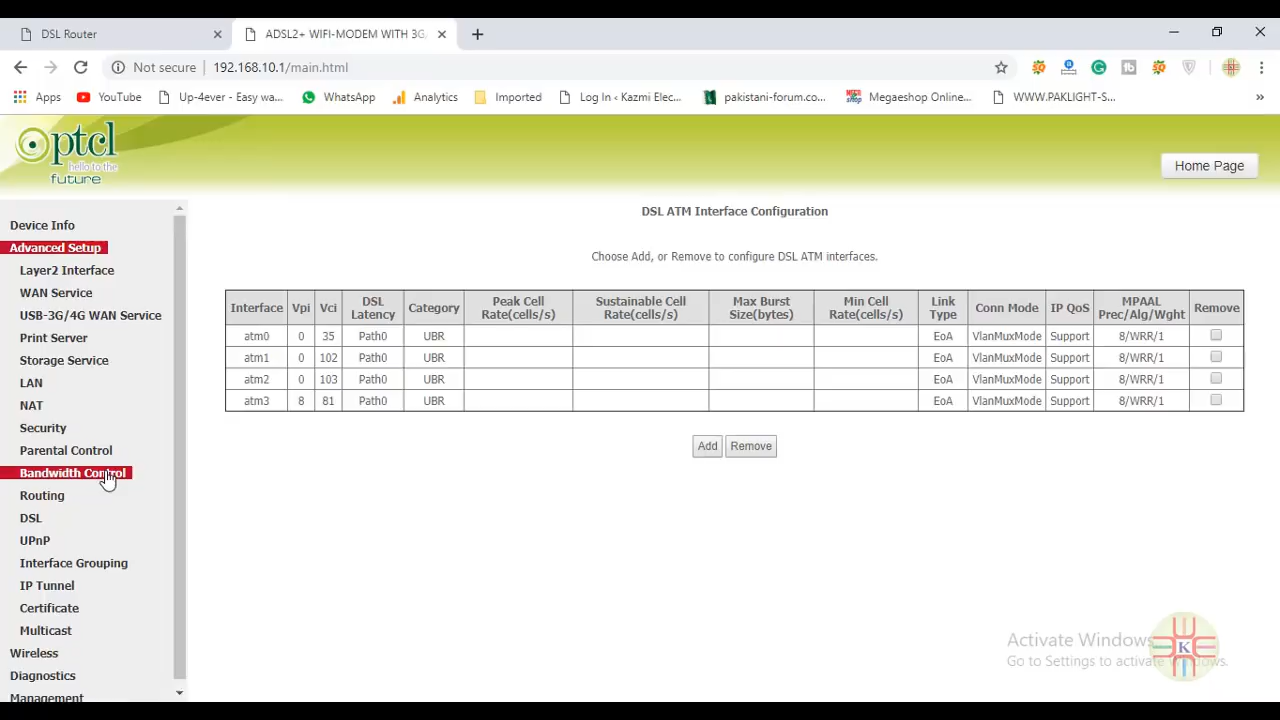 DSL Router
ADSL2+ WIFI-MODEM WITH 3G
Not secure
192.168.10.1/main.html
Apps
YouTube
Up-4ever - Easy wa...
WhatsApp
Analytics
Imported
Log In ‹ Kazmi Elec...
pakistani-forum.co...
Megaeshop Online...
WWW.PAKLIGHT-S...
»
ptcl
hello to the
future
Home Page
Device Info
Advanced Setup
Layer2 Interface
WAN Service
USB-3G/4G WAN Service
Print Server
Storage Service
LAN
NAT
Security
Parental Control
Bandwidth Control
Routing
DSL
UPnP
Interface Grouping
IP Tunnel
Certificate
Multicast
Wireless
Diagnostics
Management
DSL ATM Interface Configuration
Choose Add, or Remove to configure DSL ATM interfaces.
Interface Vpi Vci DSL Latency Category Peak Cell Rate(cells/s) Sustainable Cell Rate(cells/s) Max Burst Size(bytes) Min Cell Rate(cells/s) Link Type Conn Mode IP QoS MPAAL Prec/Alg/Wght Remove
atm0 0 35 Path0 UBR EoA VlanMuxMode Support 8/WRR/1
atm1 0 102 Path0 UBR EoA VlanMuxMode Support 8/WRR/1
atm2 0 103 Path0 UBR EoA VlanMuxMode Support 8/WRR/1
atm3 8 81 Path0 UBR EoA VlanMuxMode Support 8/WRR/1
Add Remove
Activate Windows
Go to Settings to activate Windows.
K